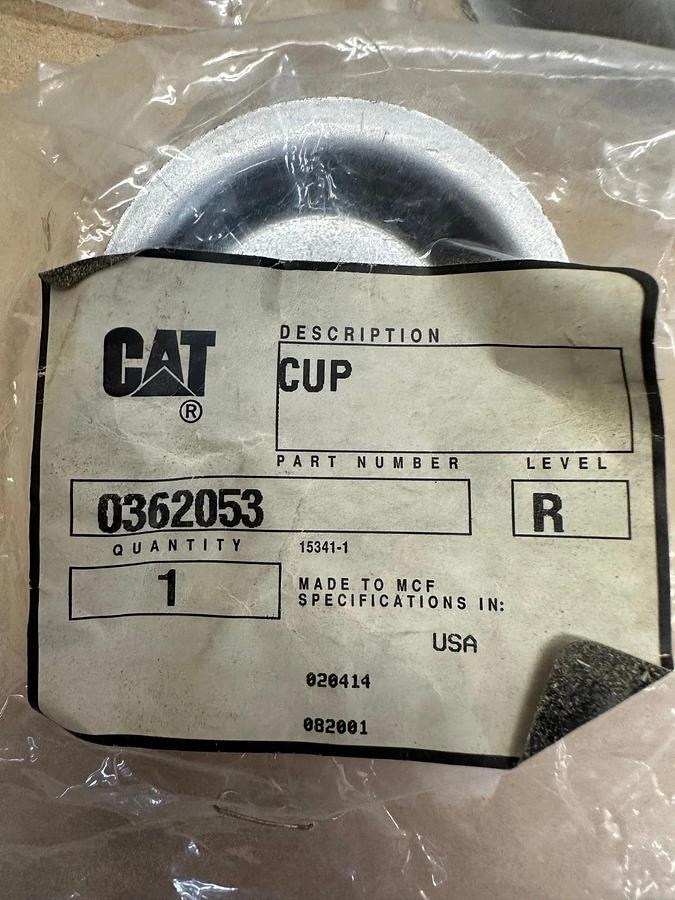 CAT®
DESCRIPTION
CUP
PART NUMBER
LEVEL
0362053
R
QUANTITY
15341-1
1
MADE TO MCF
SPECIFICATIONS IN:
USA
020414
082001